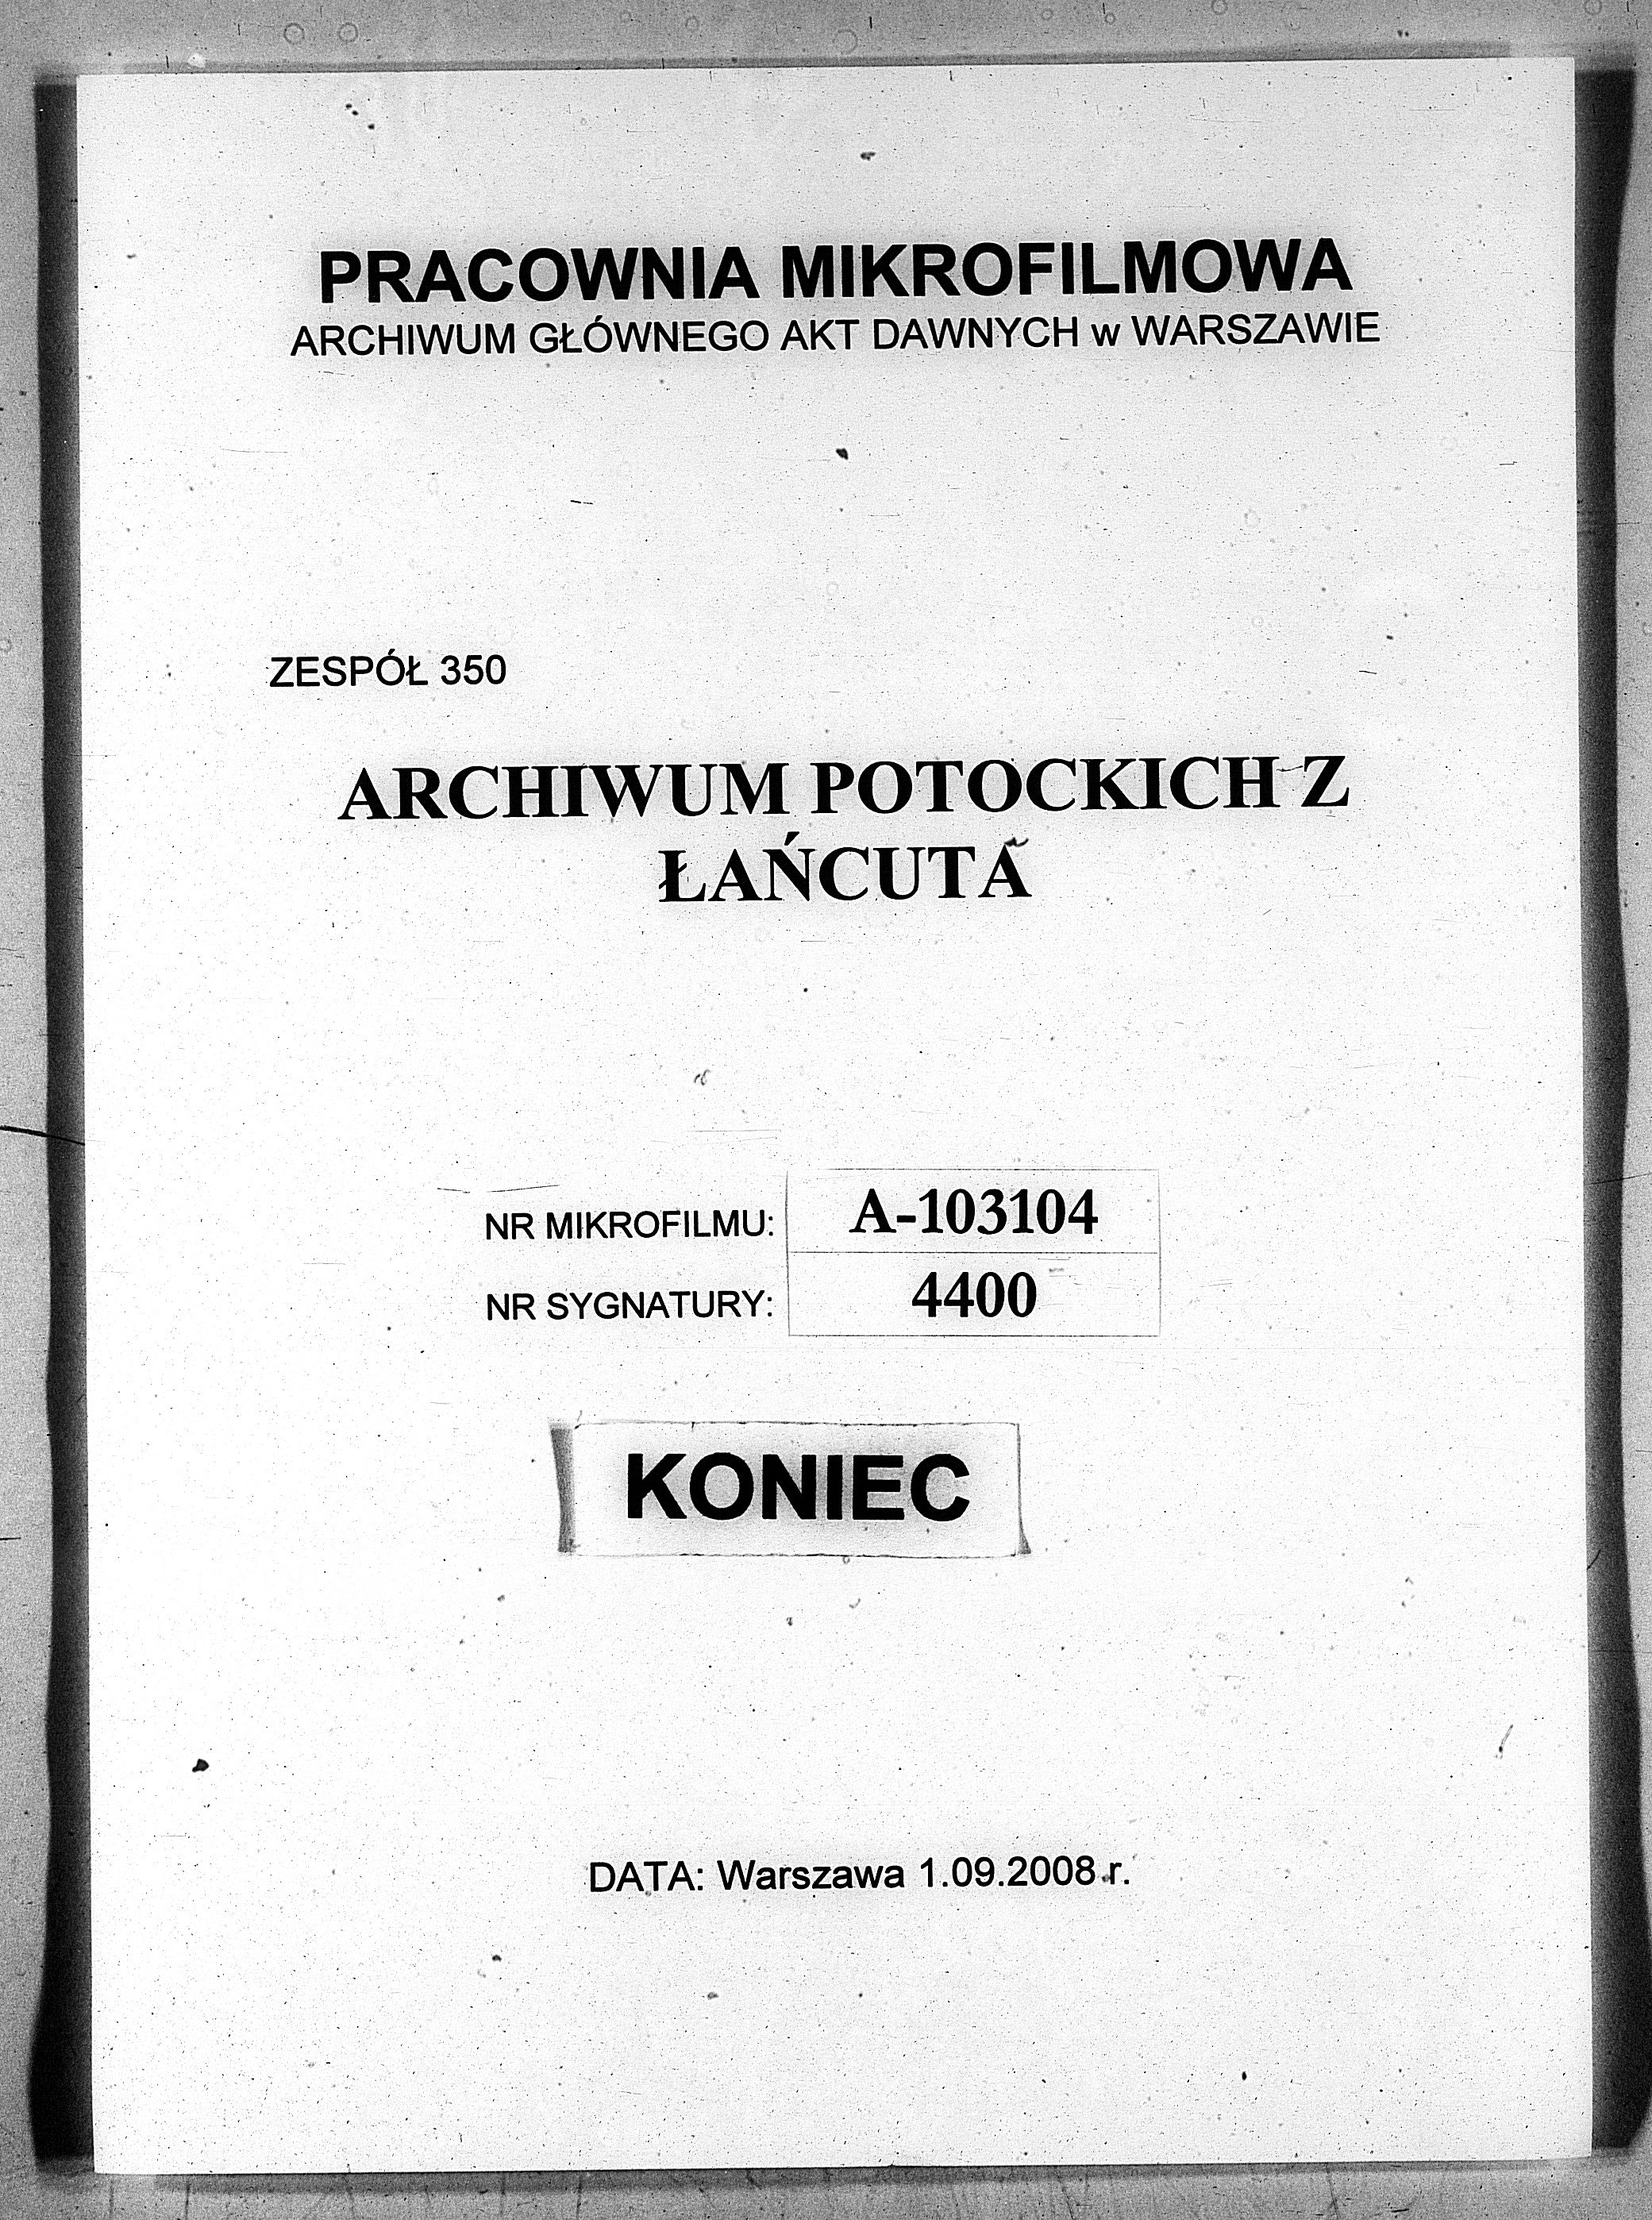 PRACOWNIA MIKROFILMOWA
ARCHIWUM GŁÓWNEGO AKT DAWNYCH w WARSZAWIE
ZESPÓŁ 350
ARCHIWUM POTOCKICH Z
ŁAŃCUTA
NR MIKROFILMU: A-103104
NR SYGNATURY: 4400
KONIEC
DATA: Warszawa 1.09.2008 r.